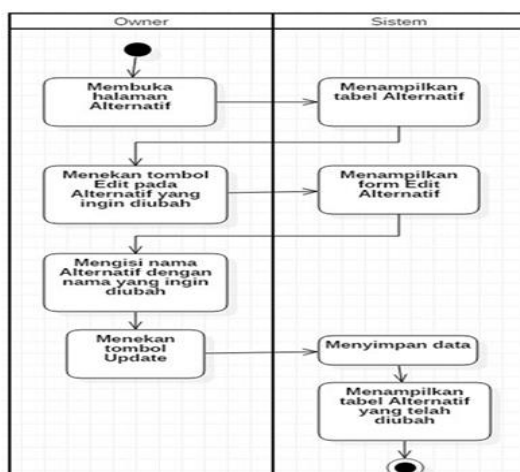 Owner
Sistem
Membuka
halaman
Alternatif
Menampilkan
tabel Alternatif
Menekan tombol
Edit pada
Alternatif yang
ingin diubah
Menampilkan
form Edit
Alternatif
Mengisi nama
Alternatif dengan
nama yang ingin
diubah
Menekan
tombol
Update
Menyimpan data
Menampilkan
tabel Alternatif
yang telah
diubah